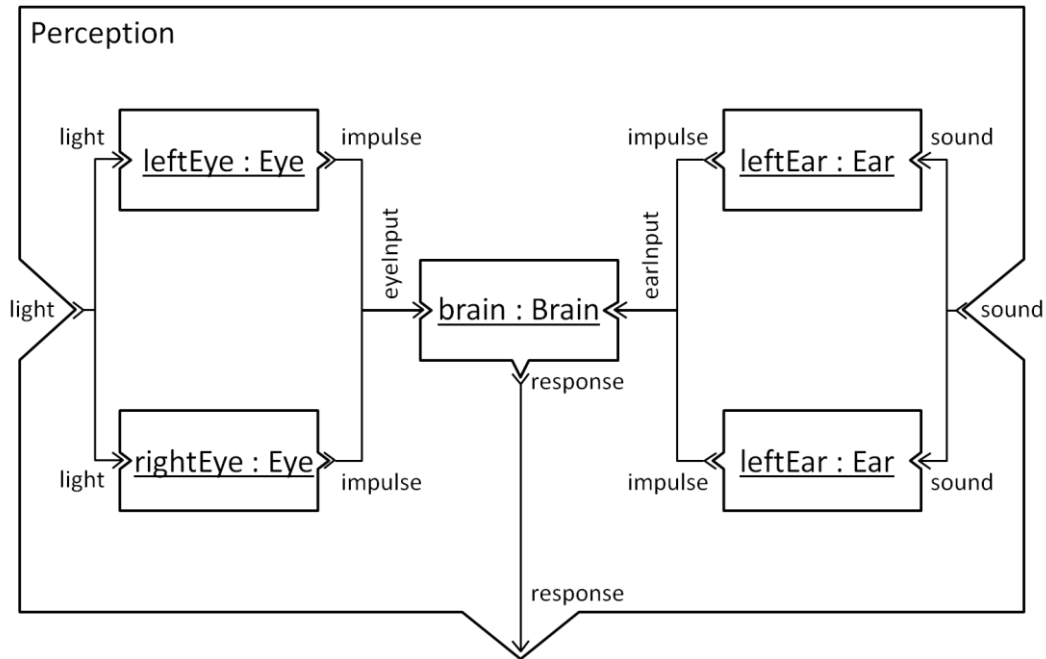 Perception
light
impulse
impulse
sound
leftEye : Eye
leftEar : Ear
eyeInput
earInput
light
brain : Brain
sound
response
rightEye : Eye
leftEar : Ear
light
impulse
impulse
sound
response